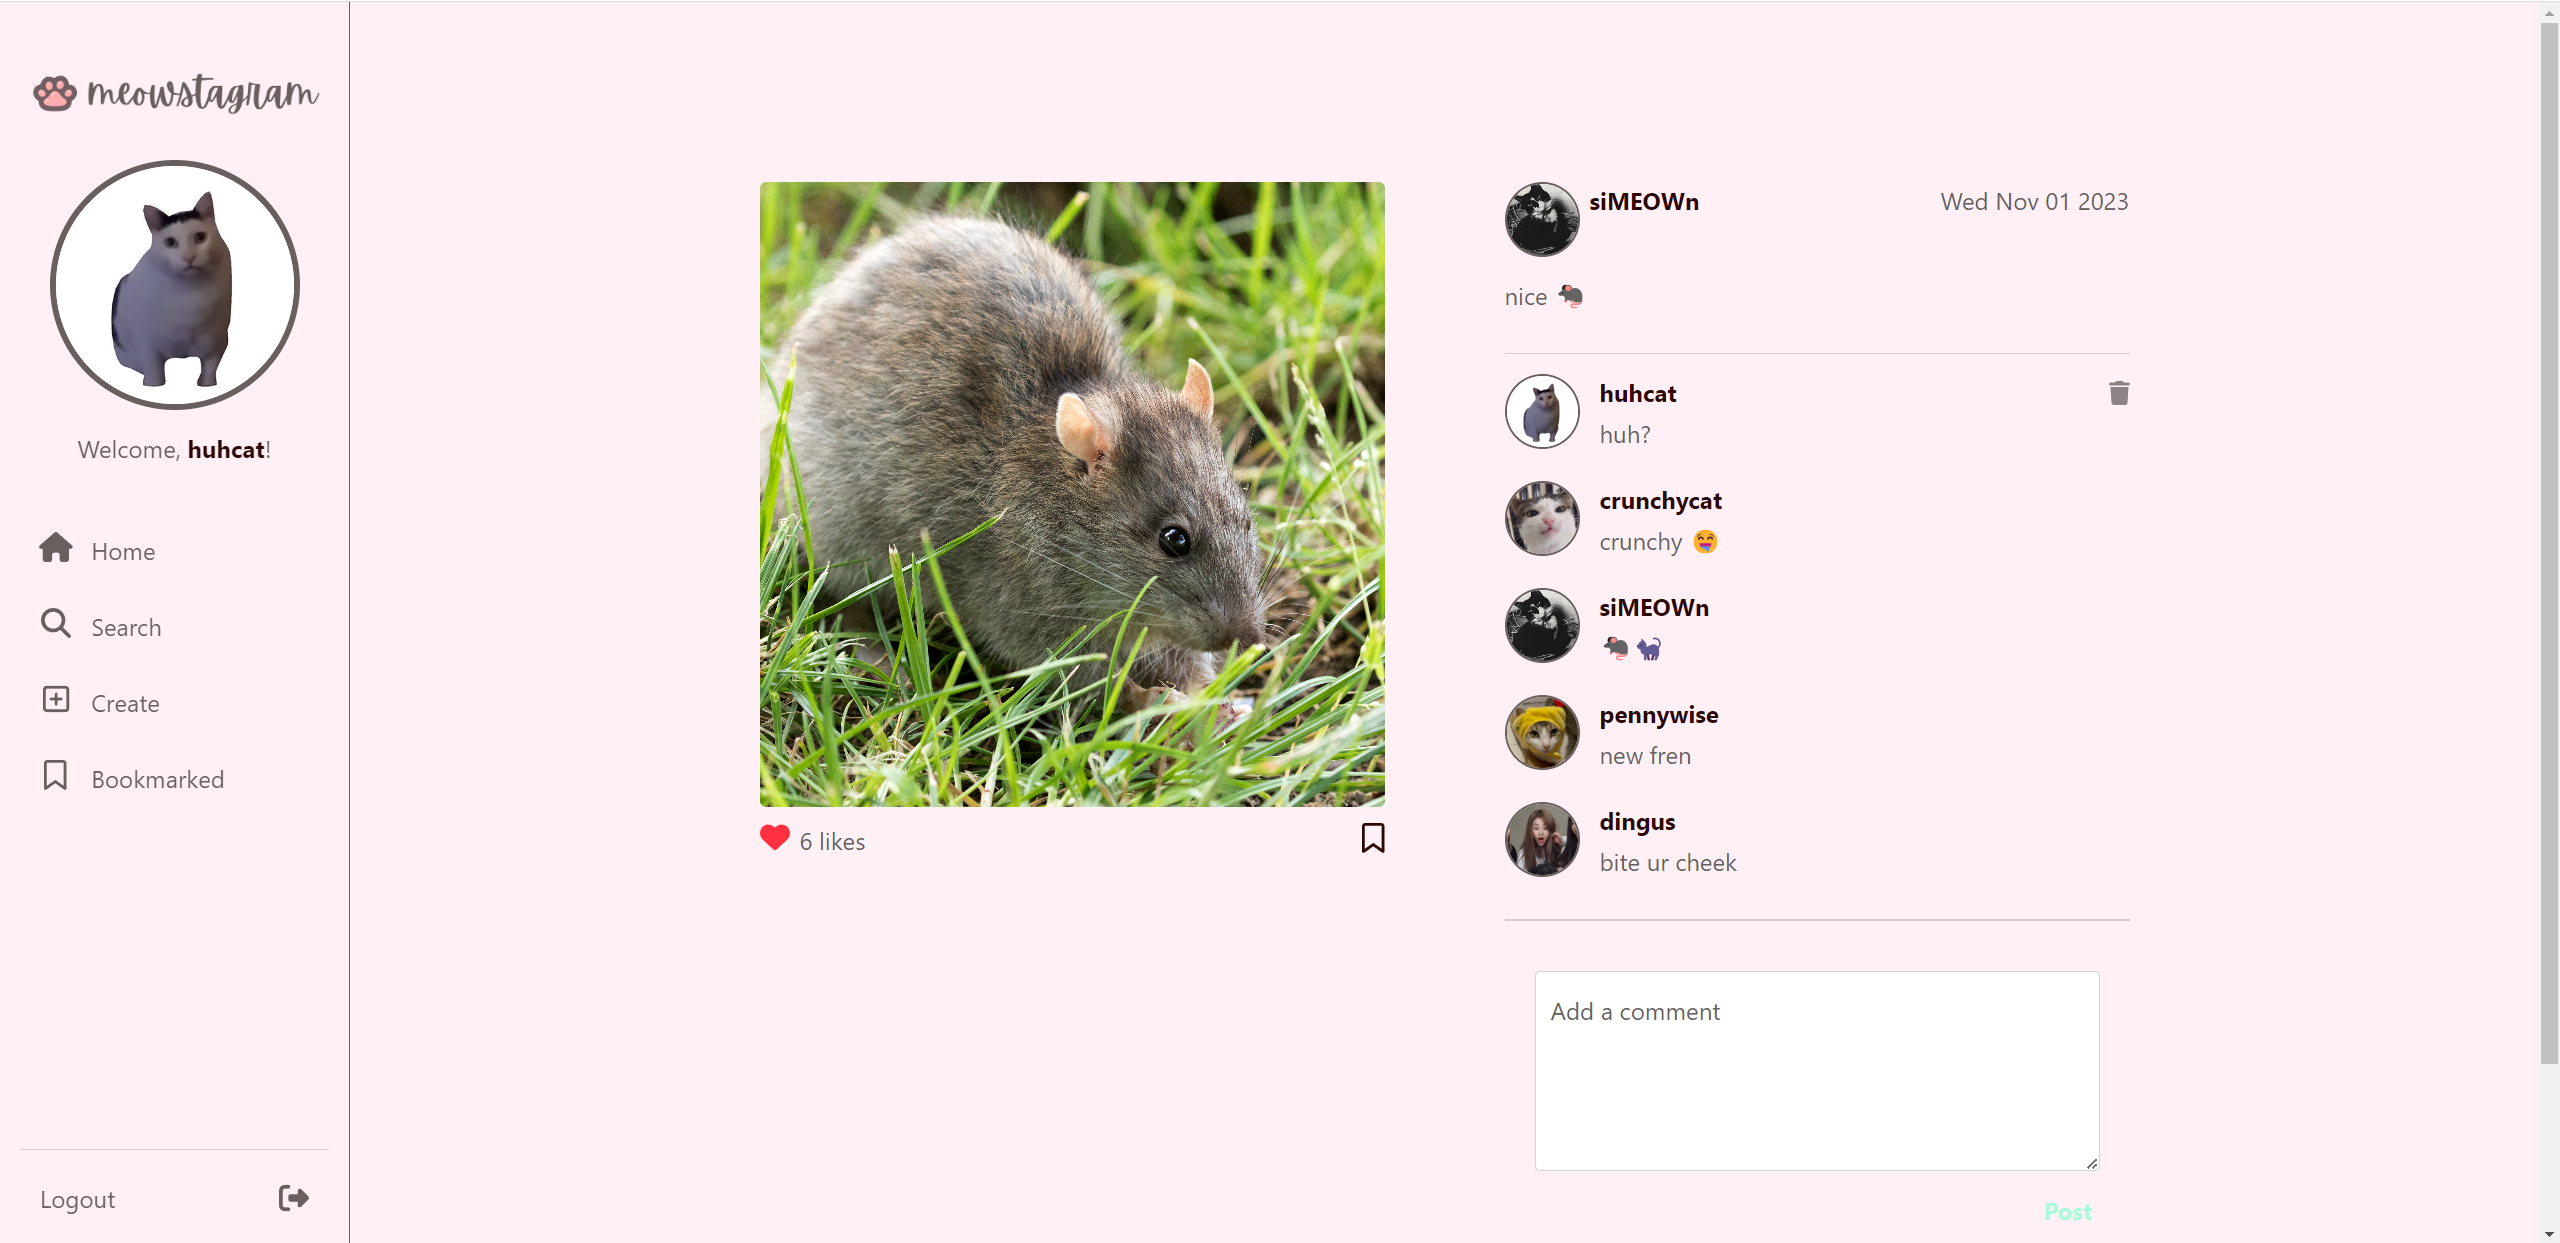 meowstagram
Welcome, huhcat!
Home
Search
Create
Bookmarked
Logout
6 likes
siMEOWn
Wed Nov 01 2023
nice 🐀
huhcat
huh?
crunchycat
crunchy 🤤
siMEOWn
🐀🐈‍⬛
pennywise
new fren
dingus
bite ur cheek
Add a comment
Post